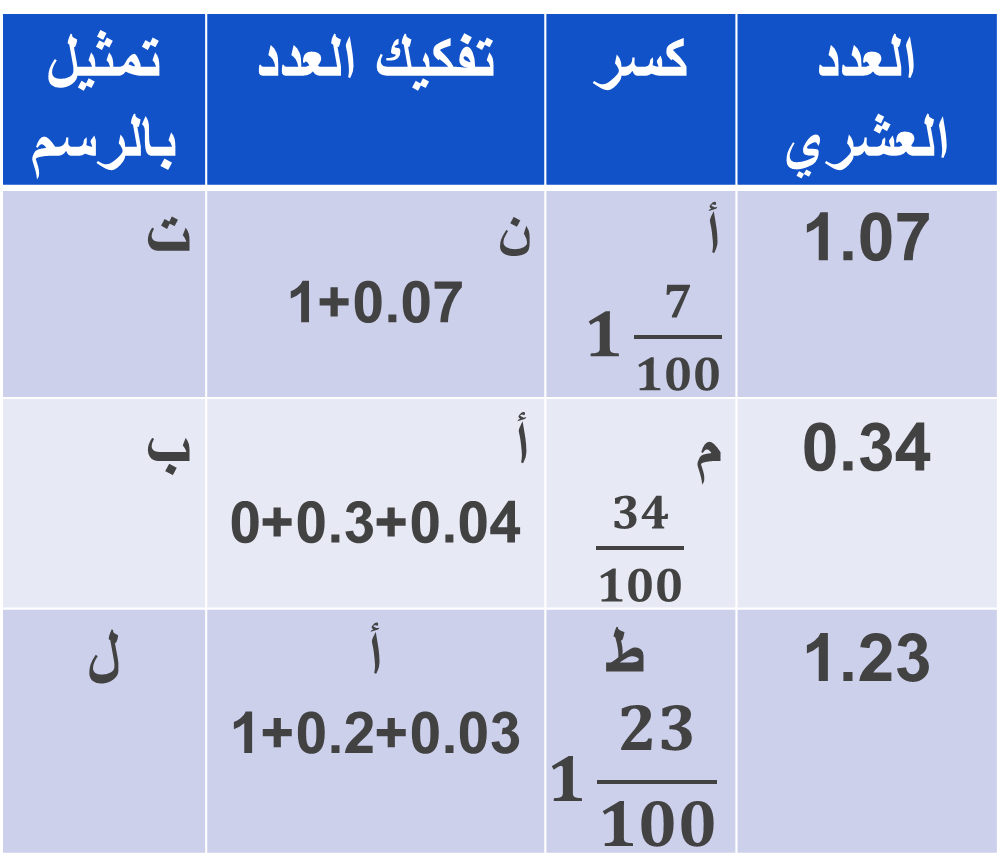 العدد العشري
كسر
تفكيك العدد
تمثيل بالرسم
1.07
أ
1 7/100
ن
1+0.07
ت
0.34
م
34/100
أ
0+0.3+0.04
ب
1.23
ط
1 23/100
أ
1+0.2+0.03
ل